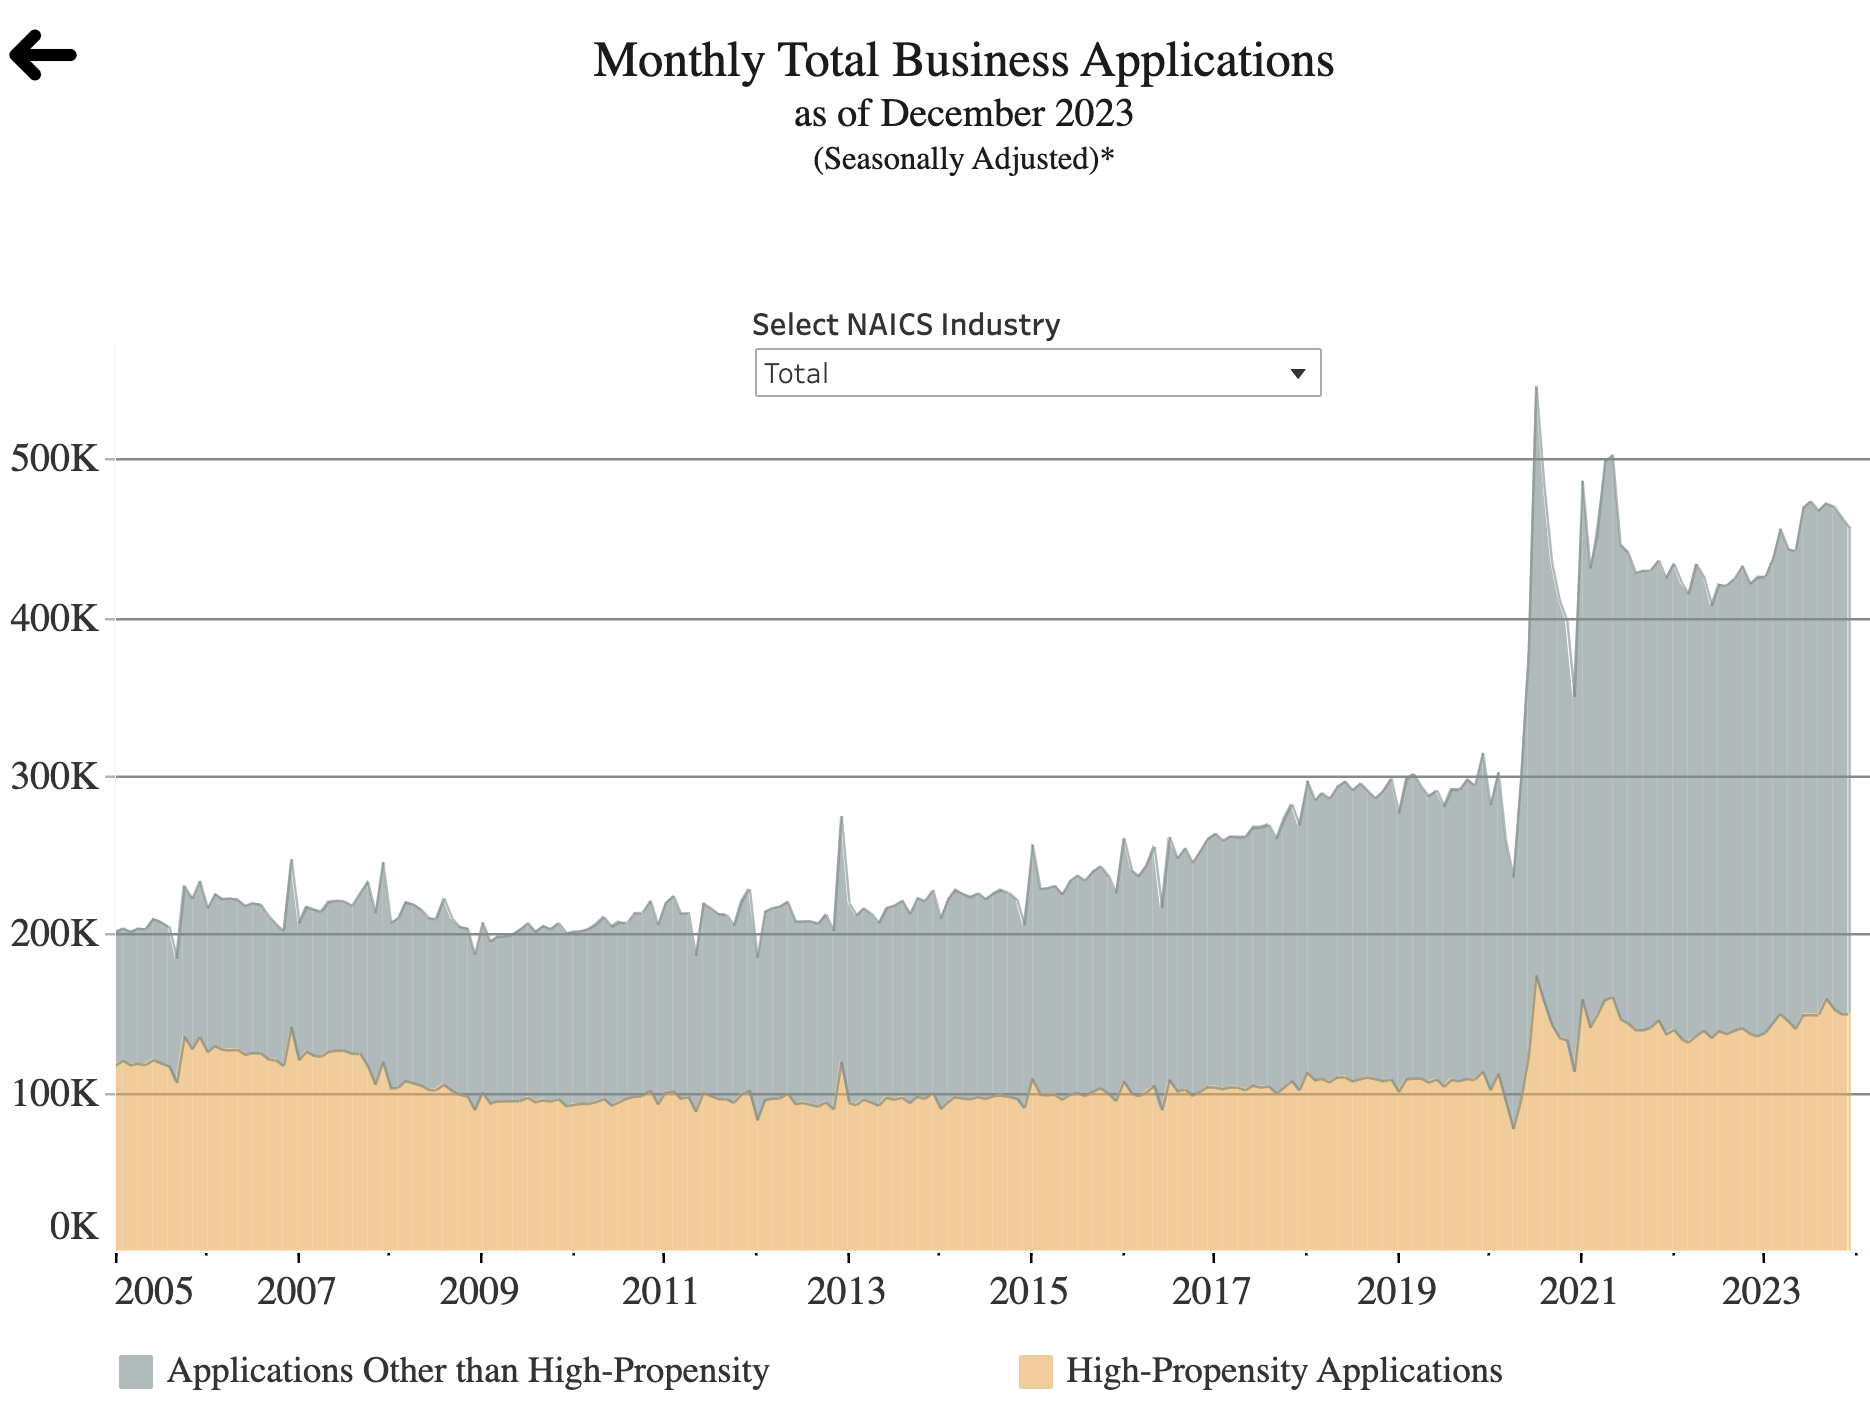 Monthly Total Business Applications
as of December 2023
(Seasonally Adjusted)*
Select NAICS Industry
Total
500K
400K
300K
200K
100K
0K
2005 2007 2009 2011 2013 2015 2017 2019 2021 2023
Applications Other than High-Propensity High-Propensity Applications